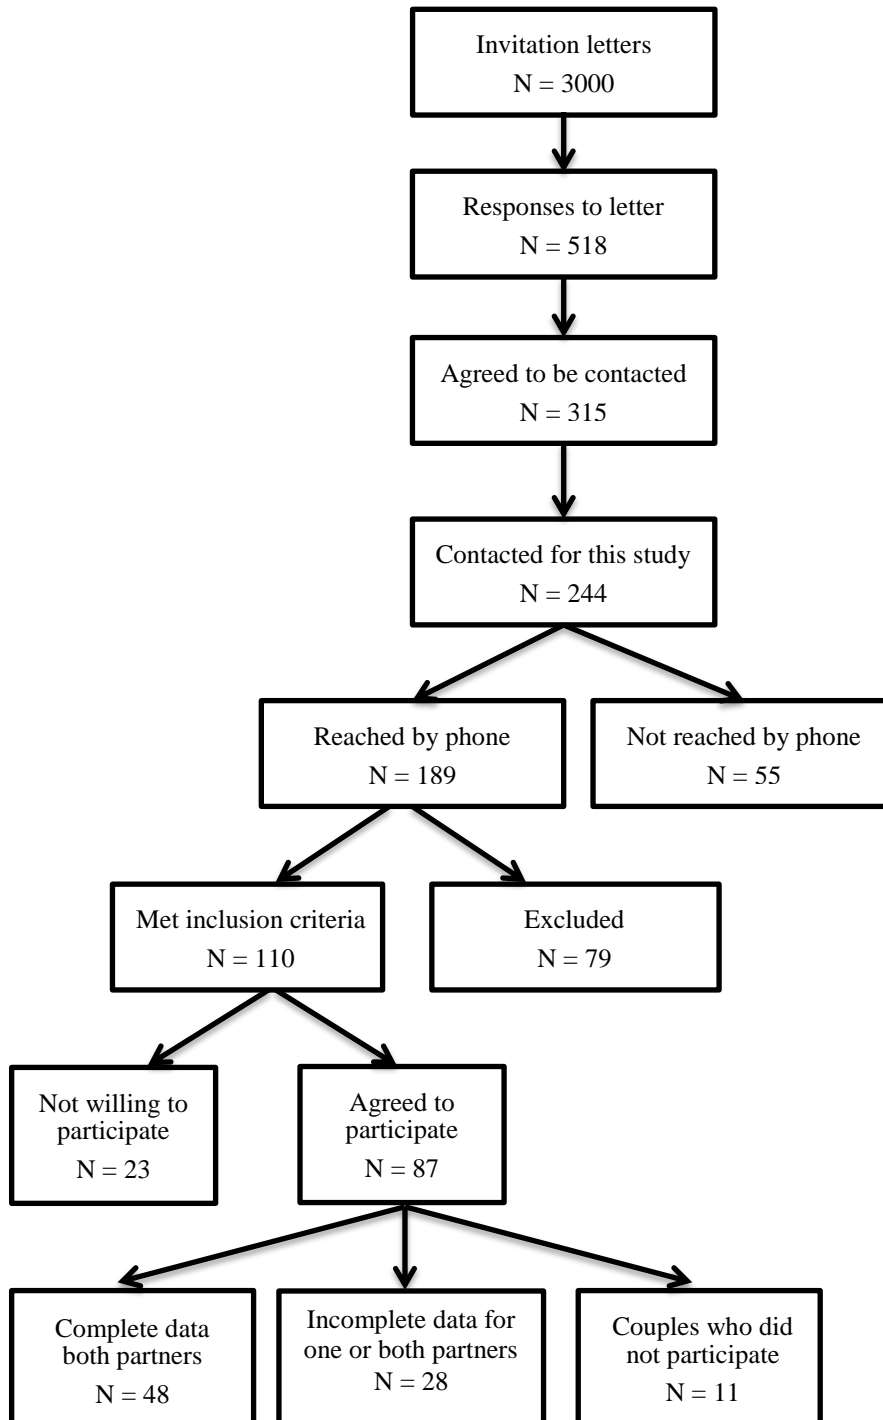 Invitation letters
N = 3000
Responses to letter
N = 518
Agreed to be contacted
N = 315
Contacted for this study
N = 244
Reached by phone
N = 189
Not reached by phone
N = 55
Met inclusion criteria
N = 110
Excluded
N = 79
Not willing to
participate
N = 23
Agreed to
participate
N = 87
Complete data
both partners
N = 48
Incomplete data for
one or both partners
N = 28
Couples who did
not participate
N = 11